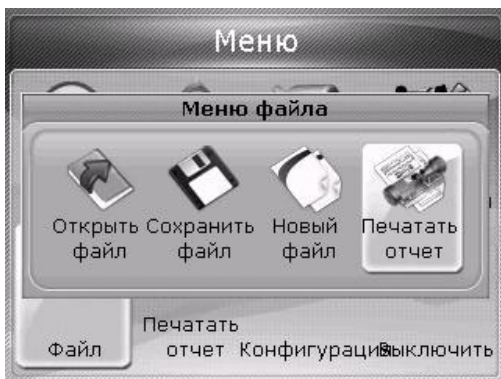 Меню
Меню файла
Открыть Сохранить Новый Печатать
файл файл файл отчет
Печатать
Файл отчет Конфигурация Выключить